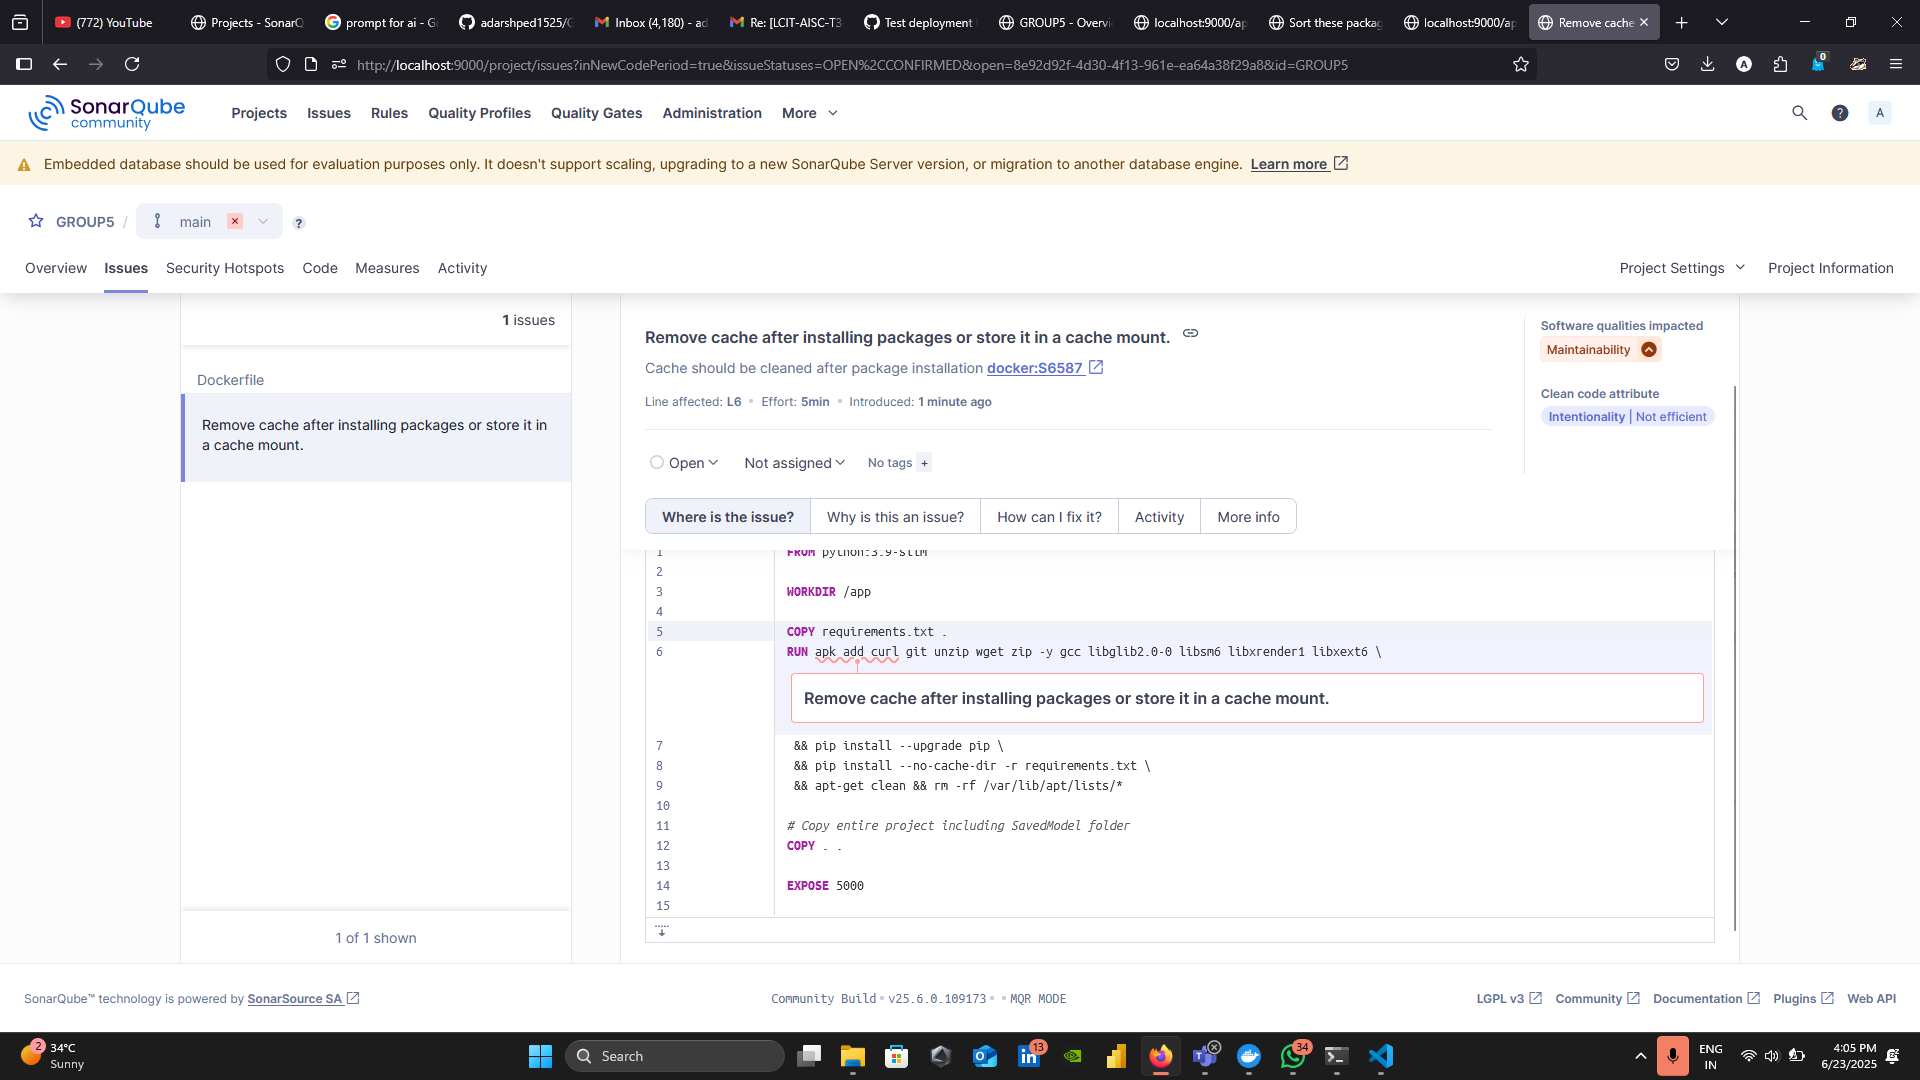 (772) YouTube
Projects - SonarQ
prompt for ai - G
adarshped1525/G
Inbox (4,180) - ad
Re: [LCIT-AISC-T3
Test deployment
GROUP5 - Overvi
localhost:9000/ap
Sort these packag
localhost:9000/ap
Remove cache
http://localhost:9000/project/issues?inNewCodePeriod=true&issueStatuses=OPEN%2CCONFIRMED&open=8e92d92f-4d30-4f13-961e-ea64a38f29a8&id=GROUP5
A
0
SonarQube
community
Projects Issues Rules Quality Profiles Quality Gates Administration More
? A
Embedded database should be used for evaluation purposes only. It doesn't support scaling, upgrading to a new SonarQube Server version, or migration to another database engine. Learn more
GROUP5 / main ?
Overview Issues Security Hotspots Code Measures Activity
Project Settings Project Information
1 issues
Dockerfile
Remove cache after installing packages or store it in
a cache mount.
1 of 1 shown
Remove cache after installing packages or store it in a cache mount.
Cache should be cleaned after package installation docker:S6587
Line affected: L6 • Effort: 5min • Introduced: 1 minute ago
Software qualities impacted
Maintainability
Clean code attribute
Intentionality | Not efficient
Open Not assigned No tags +
Where is the issue? Why is this an issue? How can I fix it? Activity More info
1 FROM python:3.9-slim
2
3 WORKDIR /app
4
5 COPY requirements.txt .
6 RUN apk add curl git unzip wget zip -y gcc libglib2.0-0 libsm6 libxrender1 libxext6 \
Remove cache after installing packages or store it in a cache mount.
7 && pip install --upgrade pip \
8 && pip install --no-cache-dir -r requirements.txt \
9 && apt-get clean && rm -rf /var/lib/apt/lists/*
10
11 # Copy entire project including SavedModel folder
12 COPY . .
13
14 EXPOSE 5000
15
SonarQube™ technology is powered by SonarSource SA
Community Build • v25.6.0.109173 • • MQR MODE
LGPL v3 Community Documentation Plugins Web API
2
34°C
Sunny
Search
13
34
ENG
IN
4:05 PM
6/23/2025